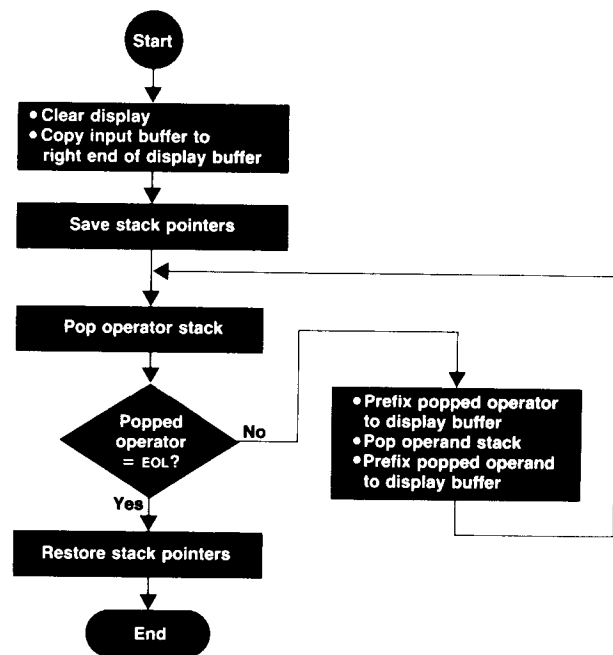 Start
• Clear display
• Copy input buffer to
right end of display buffer
Save stack pointers
Pop operator stack
Popped
operator
= EOL?
No
Yes
• Prefix popped operator
to display buffer
• Pop operand stack
• Prefix popped operand
to display buffer
Restore stack pointers
End